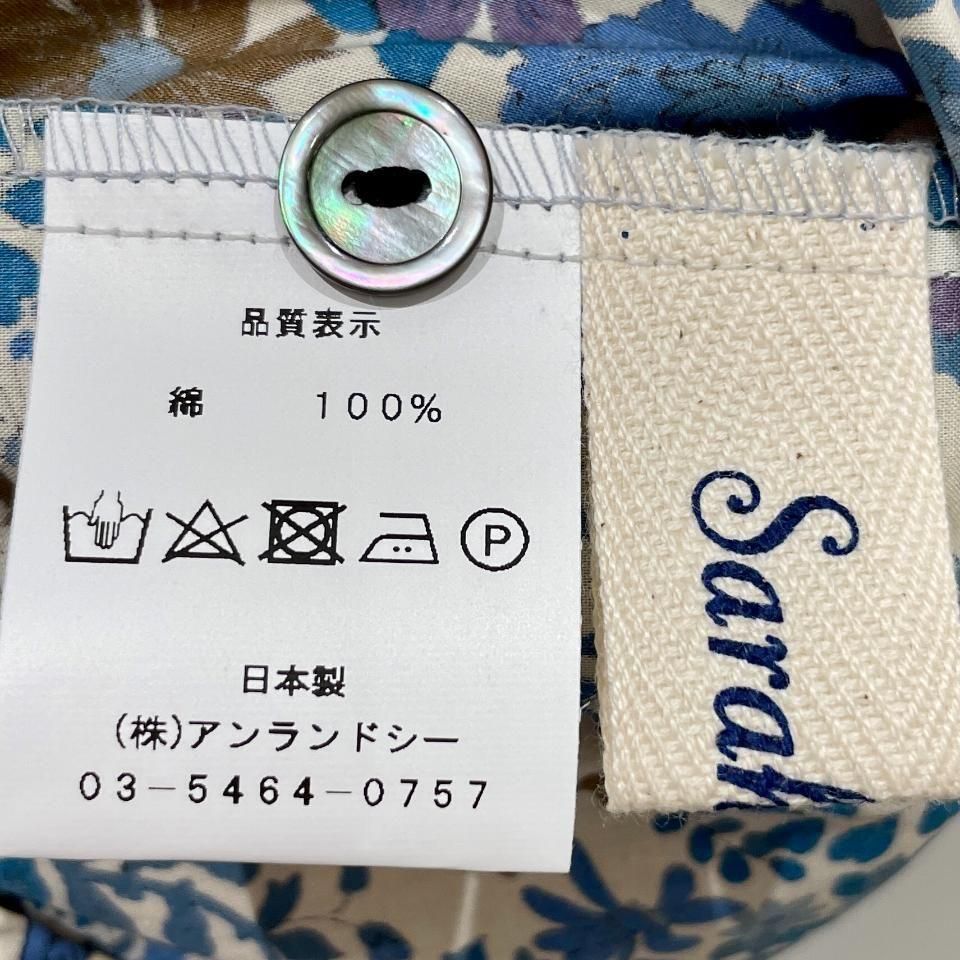 品質表示
綿 100%
P
日本製
(株)アンランドシー
03-5464-0757
Sarah